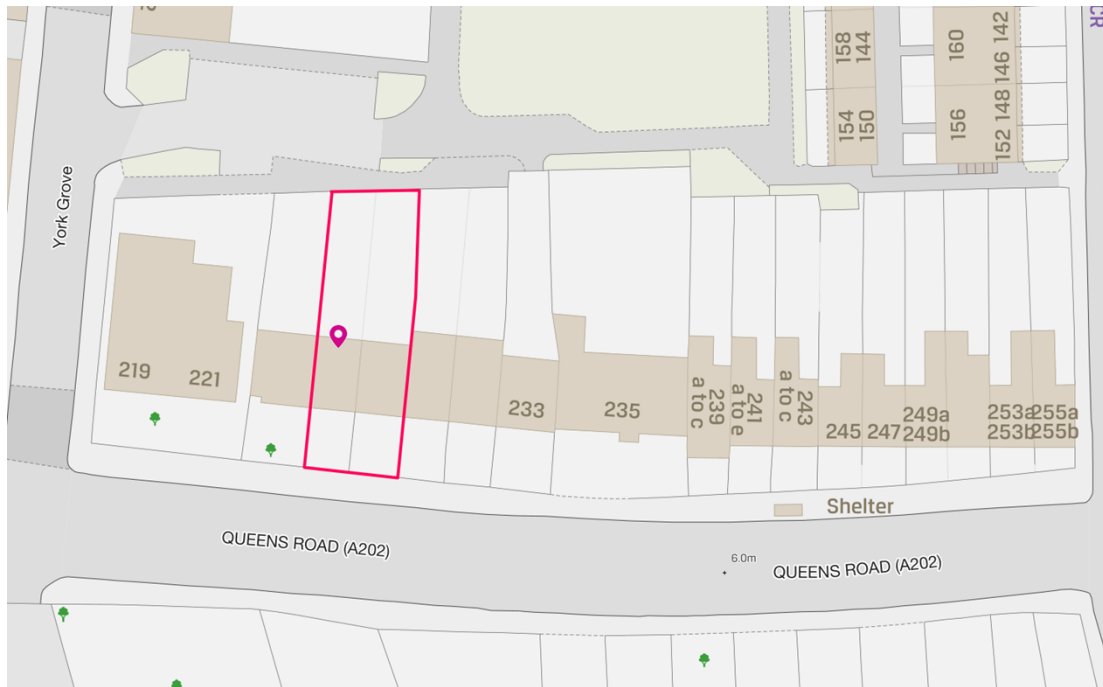 CR
158
144
160
142
146
154
150
156
148
152
York Grove
219
221
233
235
239
a to c
241
a to e
243
a to c
245
247
249a
249b
253a
253b
255a
255b
Shelter
QUEENS ROAD (A202)
6.0m
QUEENS ROAD (A202)